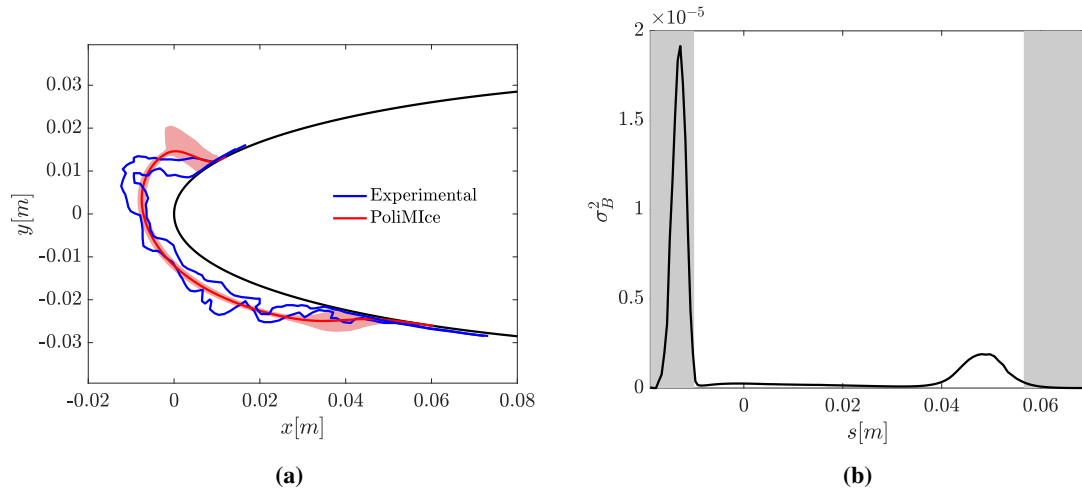 0.03
0.02
0.01
0
-0.01
-0.02
-0.03
y[m]
-0.02 0 0.02 0.04 0.06 0.08
x[m]
Experimental
PoliMIce
(a)
×10⁻⁵
2
1.5
1
0.5
0
σ²_B
0 0.02 0.04 0.06
s[m]
(b)